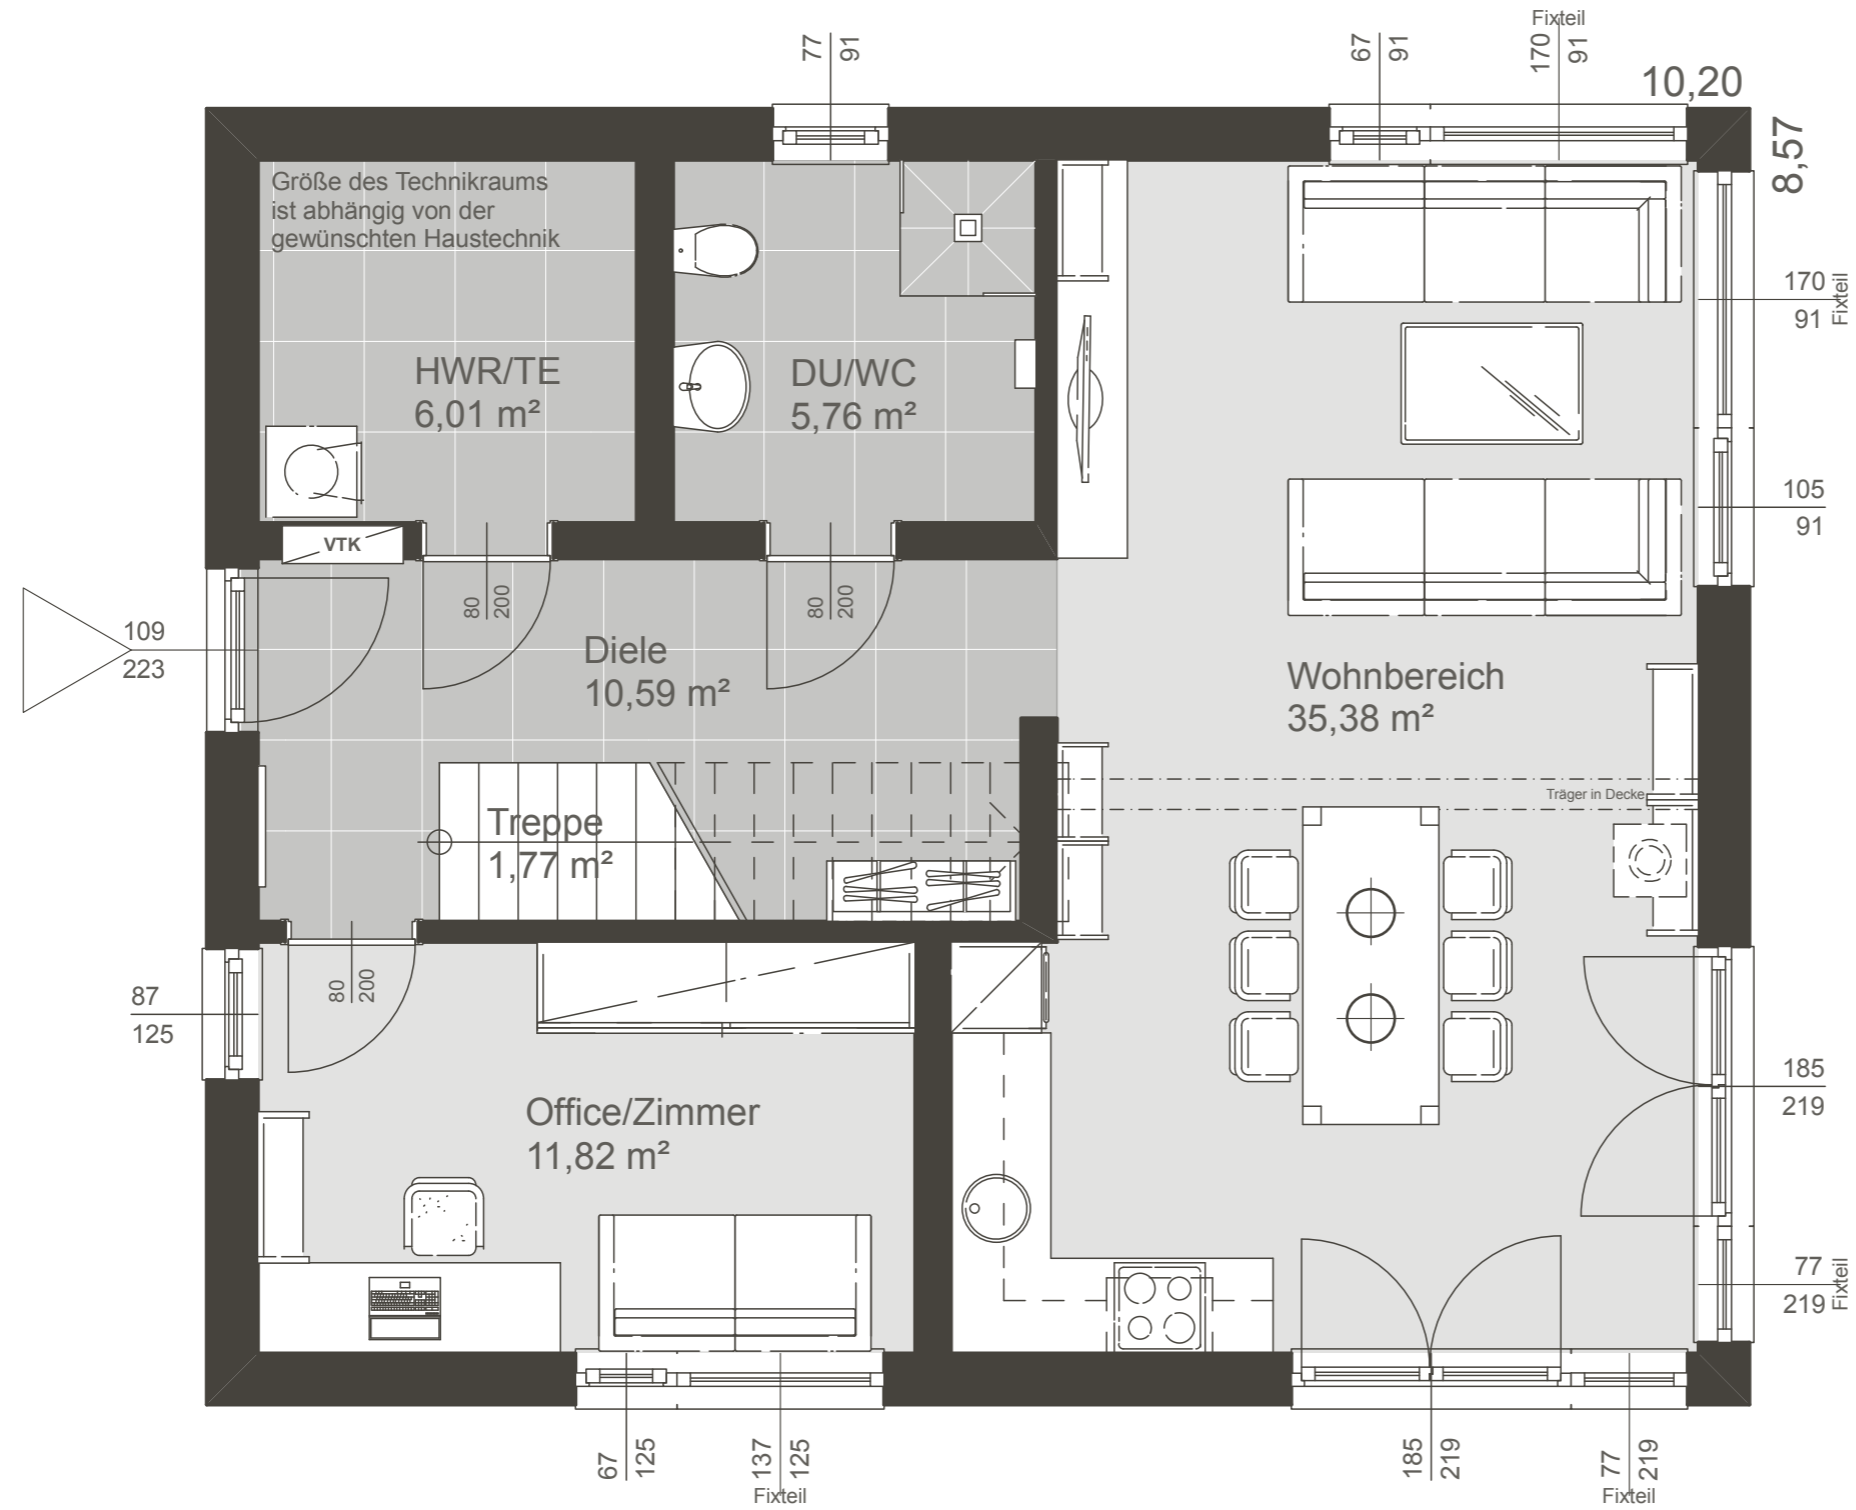 Fixteil
77
91
67
91
170
91
10,20
8,57
Größe des Technikraums
ist abhängig von der
gewünschten Haustechnik
170
91
Fixteil
HWR/TE
6,01 m²
DU/WC
5,76 m²
105
91
VTK
80
200
80
200
109
223
Diele
10,59 m²
Wohnbereich
35,38 m²
Träger in Decke
Treppe
1,77 m²
80
200
87
125
185
219
Office/Zimmer
11,82 m²
77
219
Fixteil
67
125
137
125
Fixteil
185
219
77
219
Fixteil